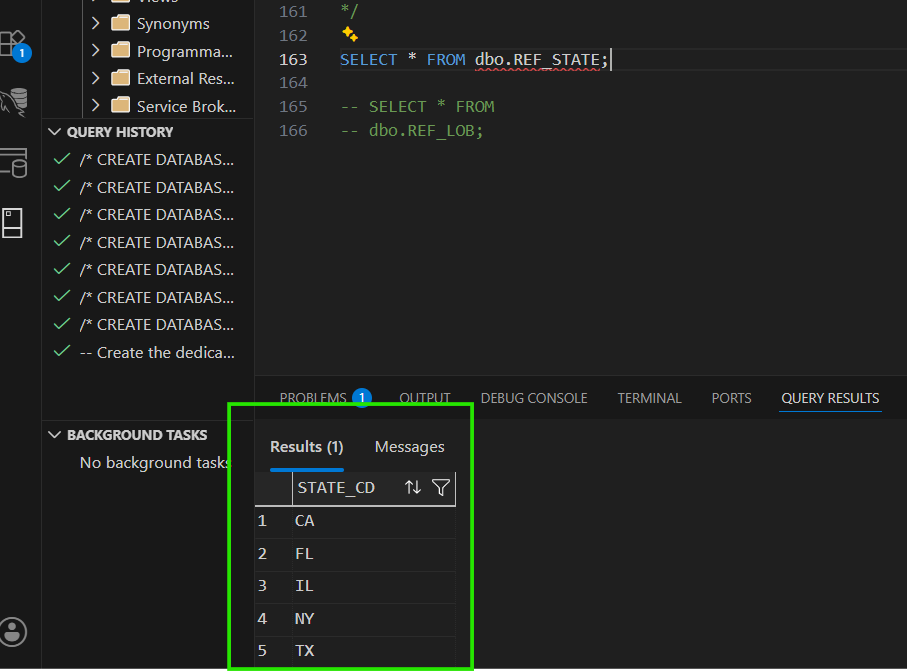 Synonyms
Programma...
External Res...
Service Brok...
QUERY HISTORY
/* CREATE DATABAS...
/* CREATE DATABAS...
/* CREATE DATABAS...
/* CREATE DATABAS...
/* CREATE DATABAS...
/* CREATE DATABAS...
/* CREATE DATABAS...
-- Create the dedica...
BACKGROUND TASKS
No background tasks
1
161 */
162
163 SELECT * FROM dbo.REF_STATE;
164
165 -- SELECT * FROM
166 -- dbo.REF_LOB;
PROBLEMS 1 OUTPUT DEBUG CONSOLE TERMINAL PORTS QUERY RESULTS
Results (1) Messages
STATE_CD
1 CA
2 FL
3 IL
4 NY
5 TX